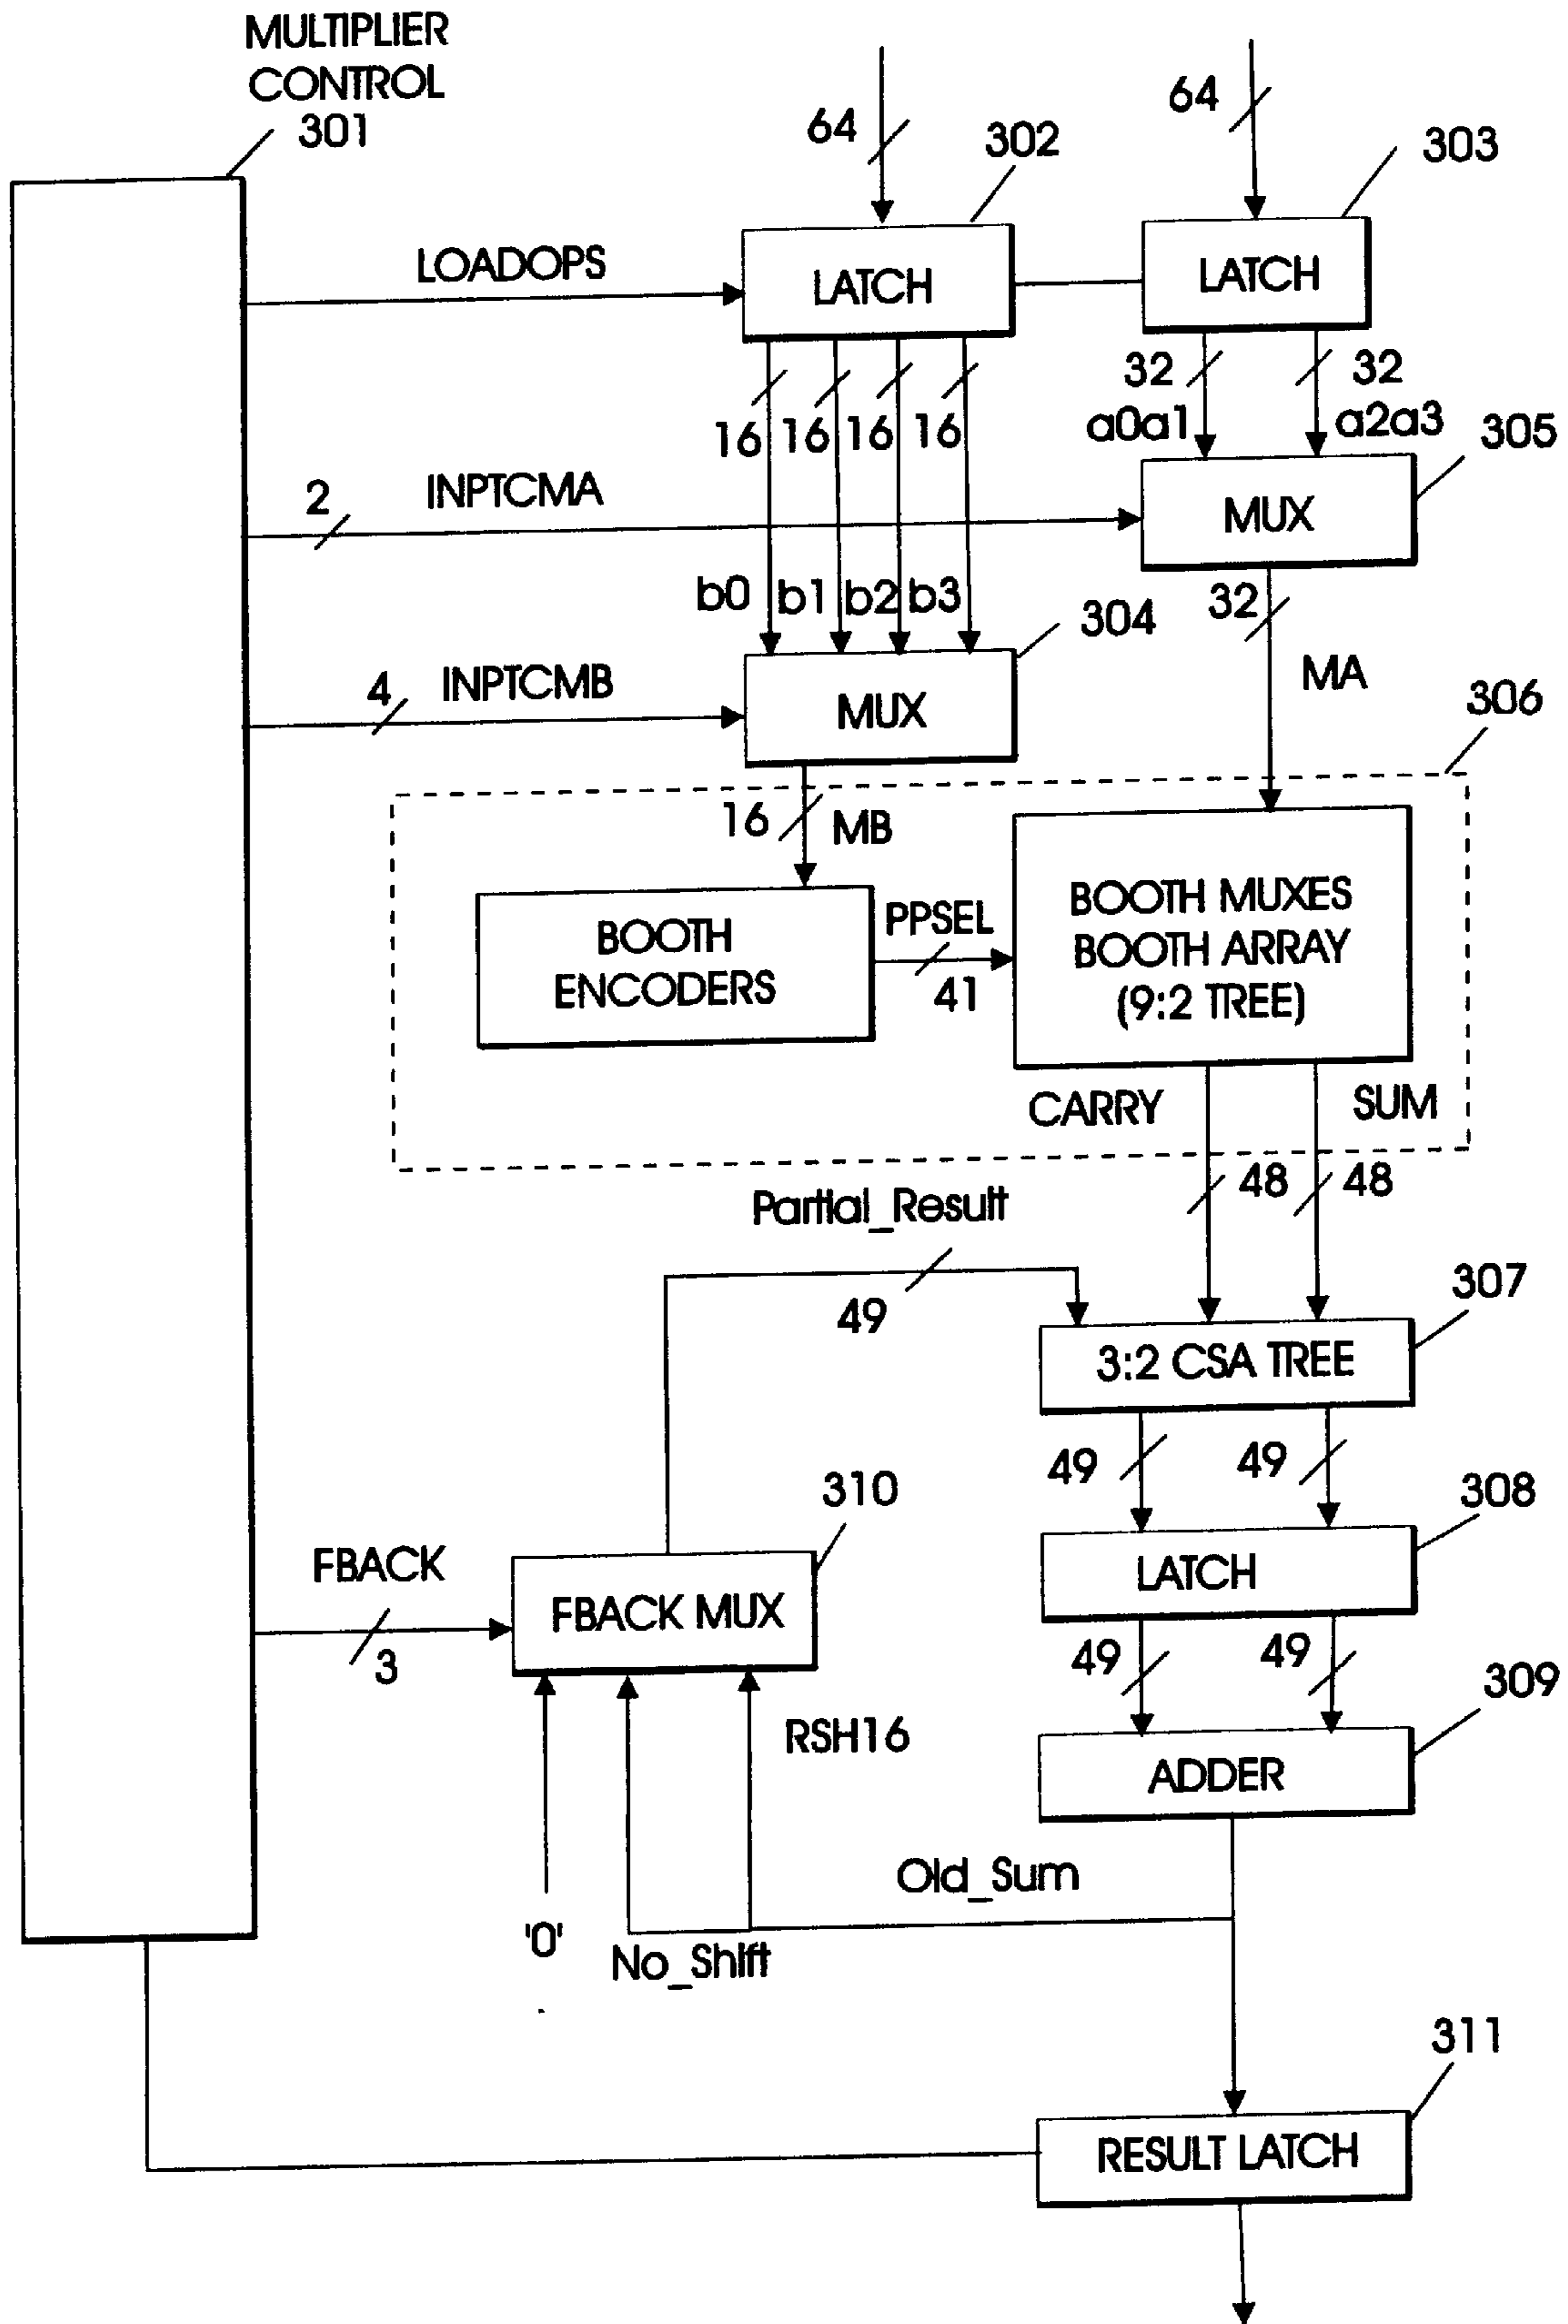 MULTIPLIER
CONTROL
301
64
64
302
303
LOADOPS
LATCH
LATCH
16
16
16
16
32
32
a0a1
a2a3
305
2
INPTCMA
MUX
b0
b1
b2
b3
32
304
4
INPTCMB
MUX
MA
306
16
MB
BOOTH
ENCODERS
PPSEL
41
BOOTH MUXES
BOOTH ARRAY
(9:2 TREE)
CARRY
SUM
48
48
Partial_Result
49
307
3:2 CSA TREE
49
49
310
308
FBACK
3
FBACK MUX
LATCH
49
49
309
RSH16
ADDER
Old_Sum
'0'
No_Shift
311
RESULT LATCH